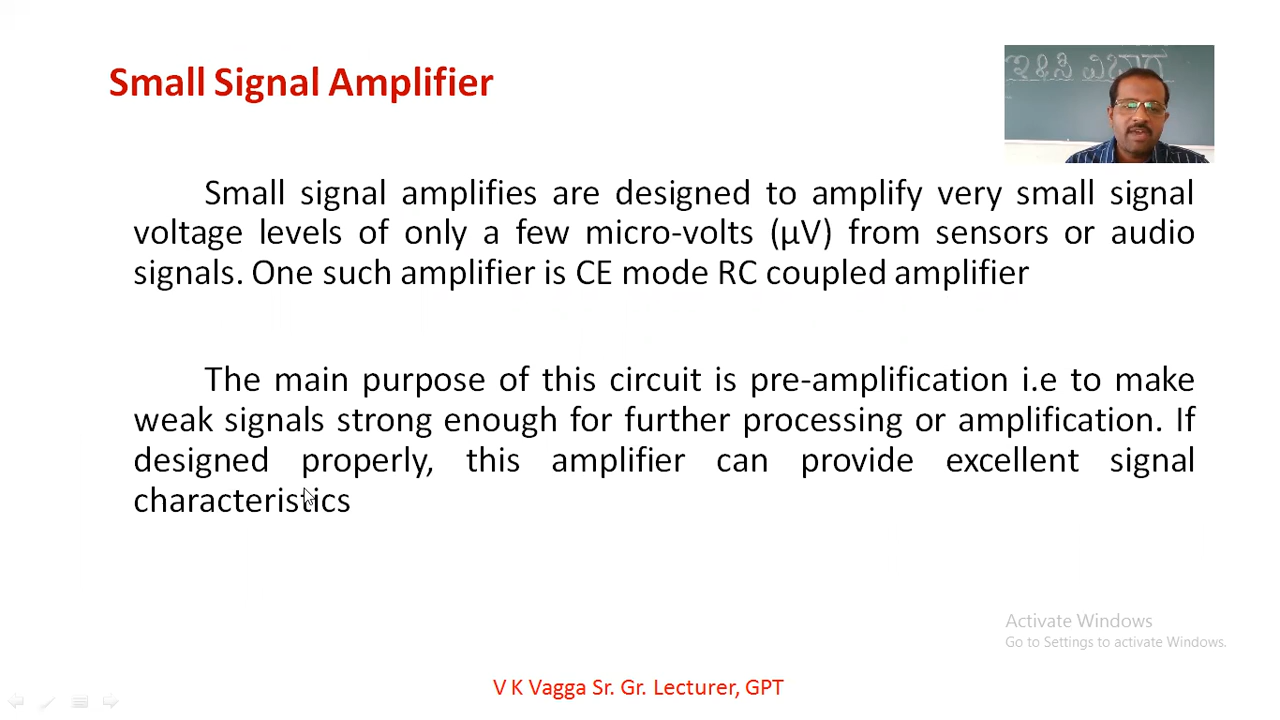 Small Signal Amplifier
ಇ & ಸಿ ವಿಭಾಗ
Small signal amplifies are designed to amplify very small signal
voltage levels of only a few micro-volts (µV) from sensors or audio
signals. One such amplifier is CE mode RC coupled amplifier
The main purpose of this circuit is pre-amplification i.e to make
weak signals strong enough for further processing or amplification. If
designed properly, this amplifier can provide excellent signal
characteristics
Activate Windows
Go to Settings to activate Windows.
V K Vagga Sr. Gr. Lecturer, GPT